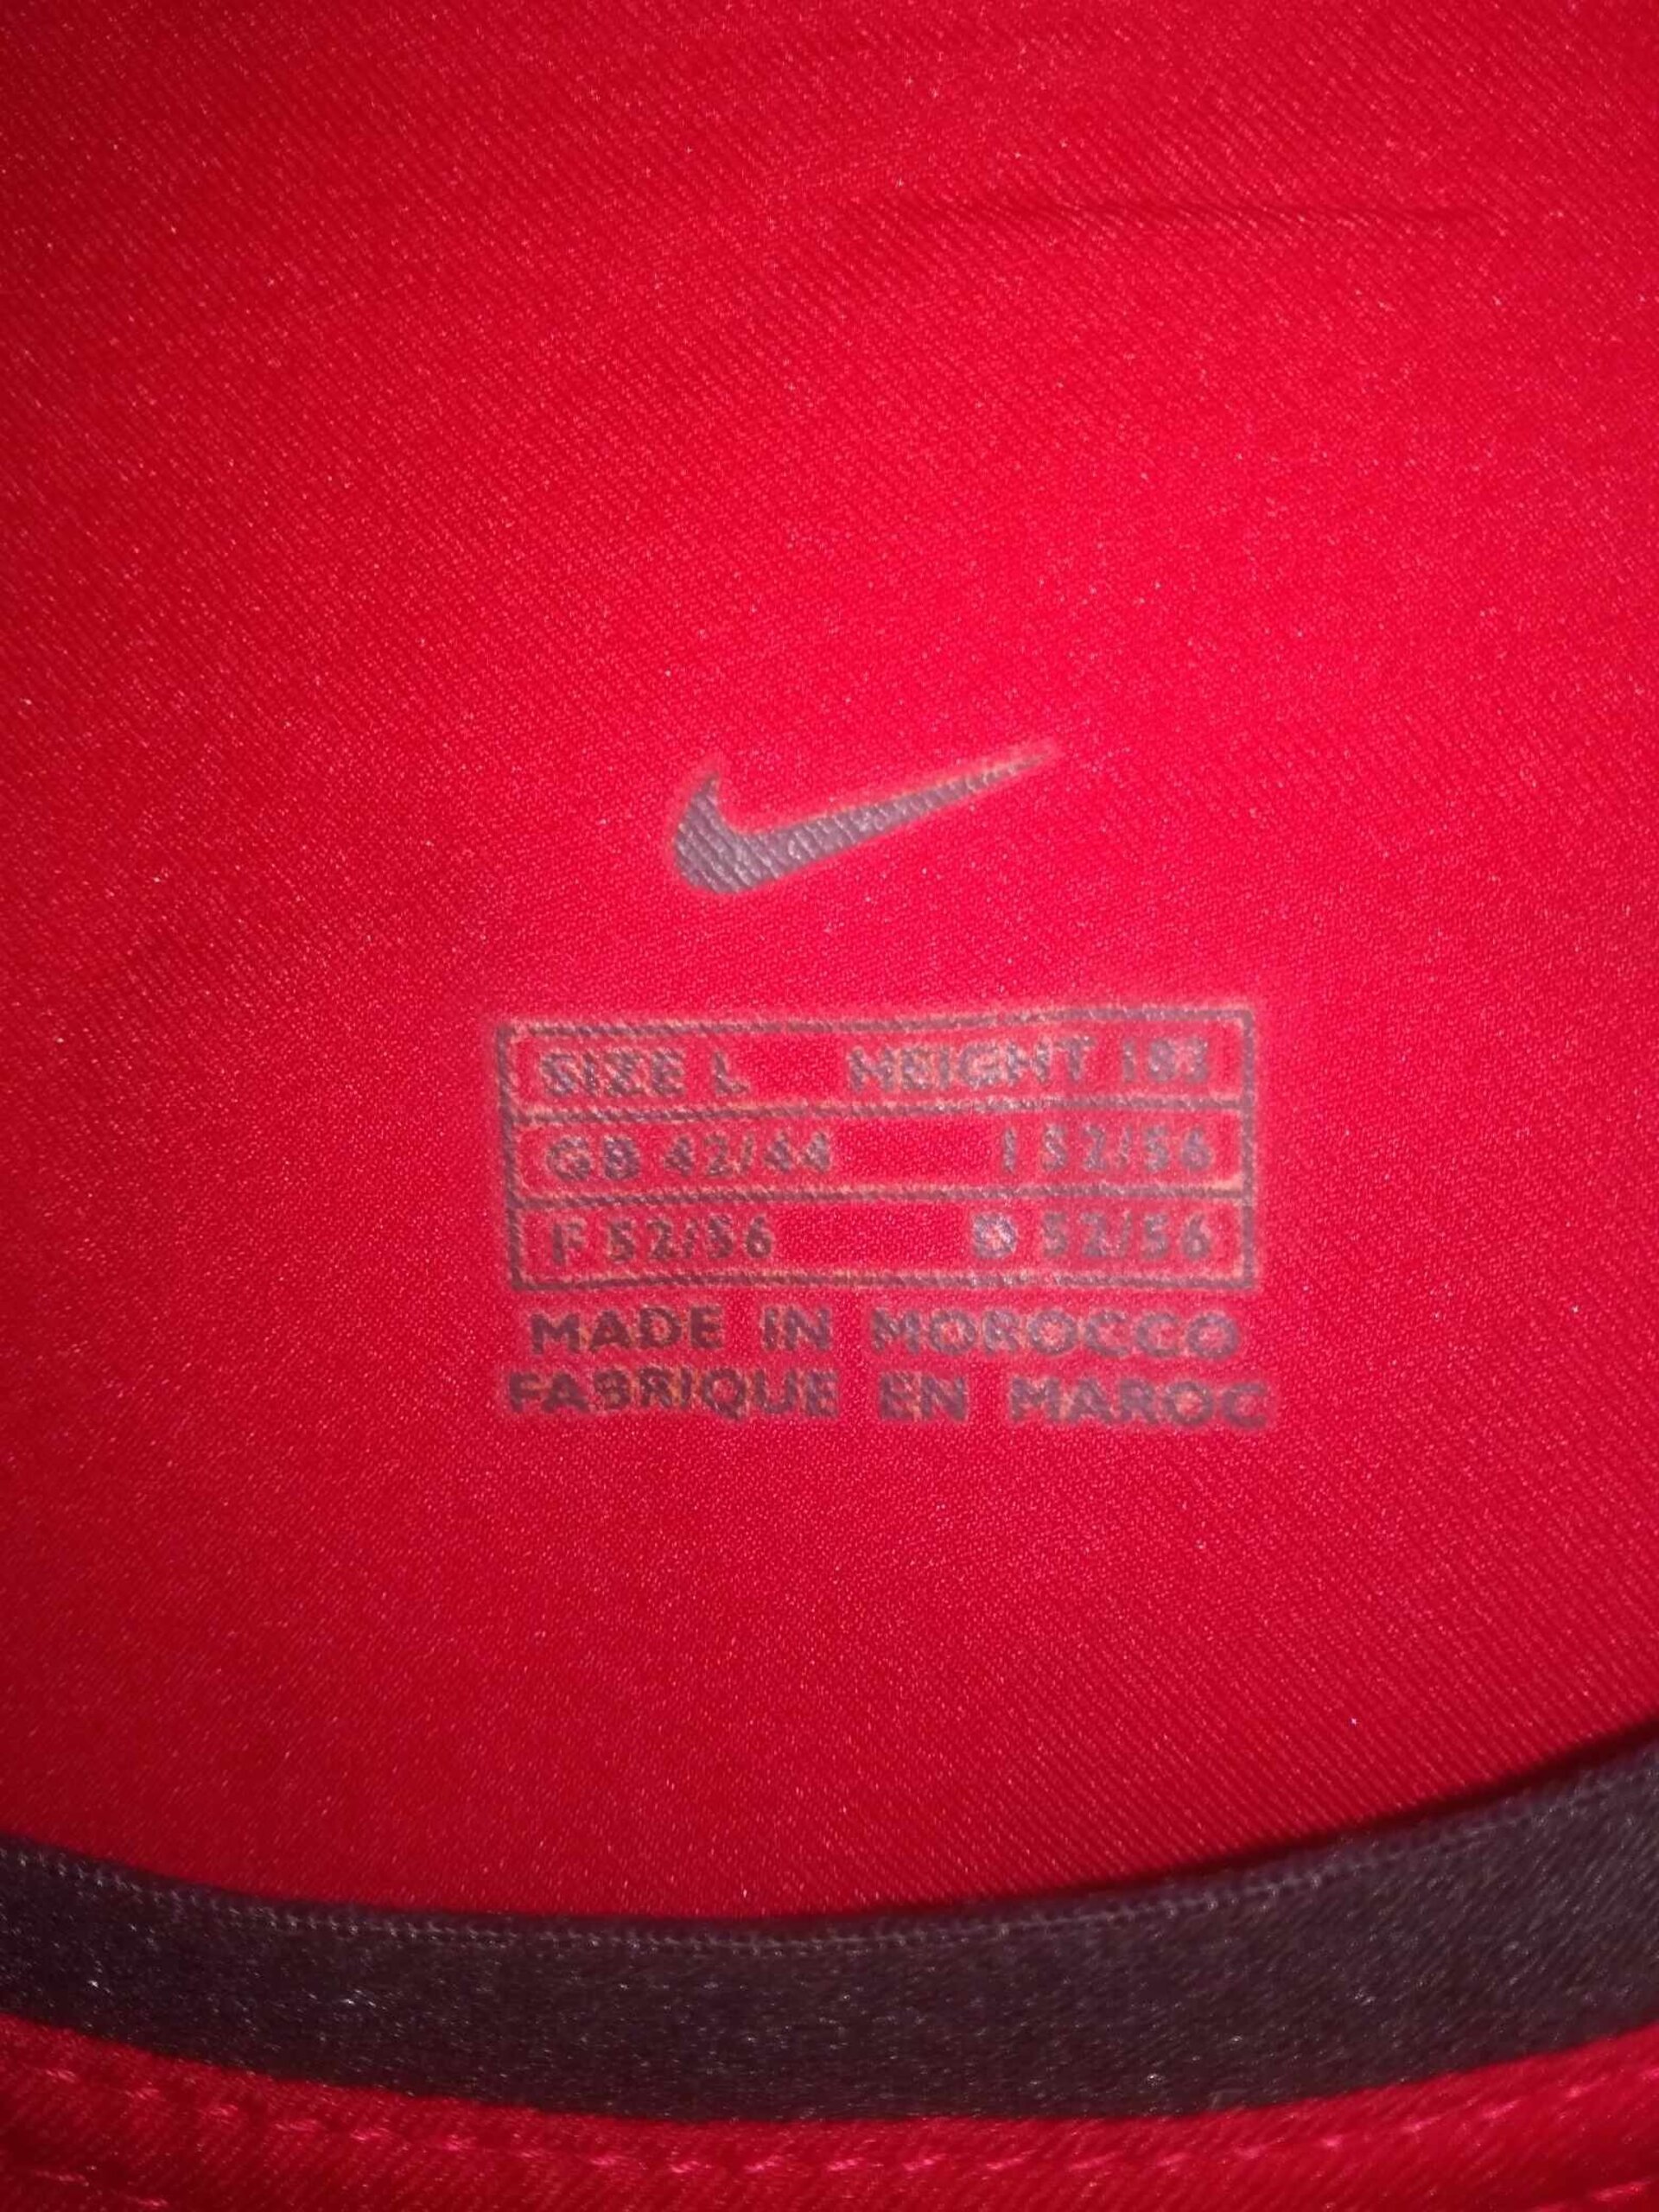 SIZE L HEIGHT 183
GB 42/44 I 52/56
F 52/56 D 52/56
MADE IN MOROCCO
FABRIQUE EN MAROC